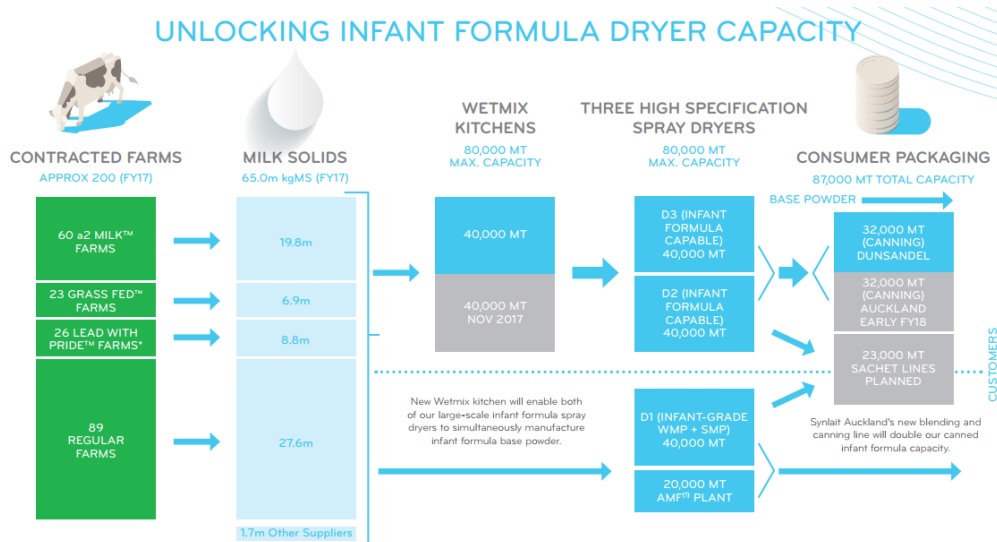 UNLOCKING INFANT FORMULA DRYER CAPACITY
CONTRACTED FARMS
APPROX 200 (FY17)
60 a2 MILK™
FARMS
23 GRASS FED™
FARMS
26 LEAD WITH
PRIDE™ FARMS*
89
REGULAR
FARMS
MILK SOLIDS
65.0m kgMS (FY17)
19.8m
6.9m
8.8m
27.6m
1.7m Other Suppliers
WETMIX
KITCHENS
80,000 MT
MAX. CAPACITY
40,000 MT
40,000 MT
NOV 2017
New Wetmix kitchen will enable both
of our large-scale infant formula spray
dryers to simultaneously manufacture
infant formula base powder.
THREE HIGH SPECIFICATION
SPRAY DRYERS
80,000 MT
MAX. CAPACITY
D3 (INFANT
FORMULA
CAPABLE)
40,000 MT
D2 (INFANT
FORMULA
CAPABLE)
40,000 MT
D1 (INFANT-GRADE
WMP + SMP)
40,000 MT
20,000 MT
AMF(1) PLANT
CONSUMER PACKAGING
87,000 MT TOTAL CAPACITY
BASE POWDER
32,000 MT
(CANNING)
DUNSANDEL
32,000 MT
(CANNING)
AUCKLAND
EARLY FY18
23,000 MT
SACHET LINES
PLANNED
Synlait Auckland's new blending and
canning line will double our canned
infant formula capacity.
CUSTOMERS